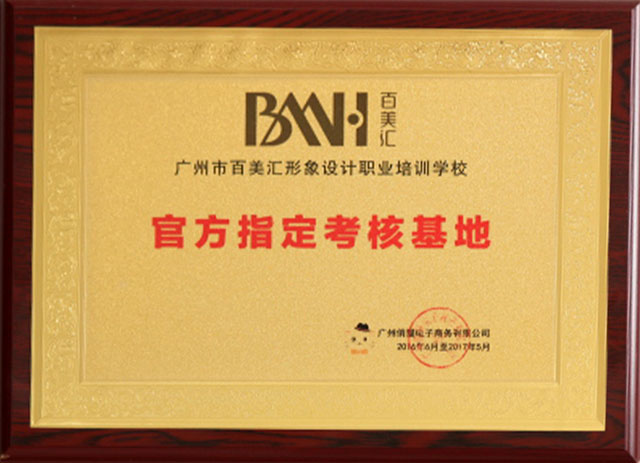 BMH
百美汇
广州市百美汇形象设计职业培训学校
官方指定考核基地
广州俏猫电子商务有限公司
2016年6月至2017年5月